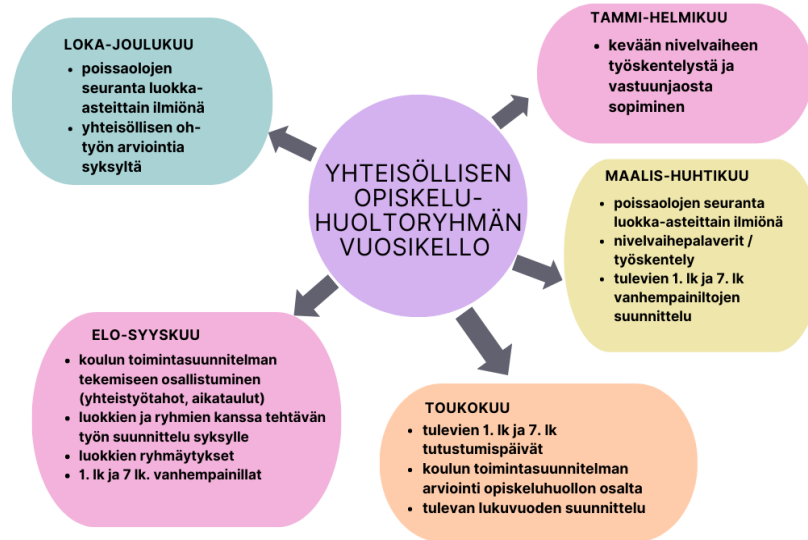 YHTEISÖLLISEN
OPISKELU-
HUOLTORYHMÄN
VUOSIKELLO
TAMMI-HELMIKUU
kevään nivelvaiheen
työskentelystä ja
vastuunjaosta
sopiminen
MAALIS-HUHTIKUU
poissaolojen seuranta
luokka-asteittain ilmiönä
nivelvaihepalaverit /
työskentely
tulevien 1. lk ja 7. lk
vanhempainiltojen
suunnittelu
TOUKOKUU
tulevien 1. lk ja 7. lk
tutustumispäivät
koulun toimintasuunnitelman
arviointi opiskeluhuollon osalta
tulevan lukuvuoden suunnittelu
ELO-SYYSKUU
koulun toimintasuunnitelman
tekemiseen osallistuminen
(yhteistyötahot, aikataulut)
luokkien ja ryhmien kanssa tehtävän
työn suunnittelu syksylle
luokkien ryhmäytykset
1. lk ja 7 lk. vanhempainillat
LOKA-JOULUKUU
poissaolojen
seuranta luokka-
asteittain ilmiönä
yhteisöllisen oh-
työn arviointia
syksyltä